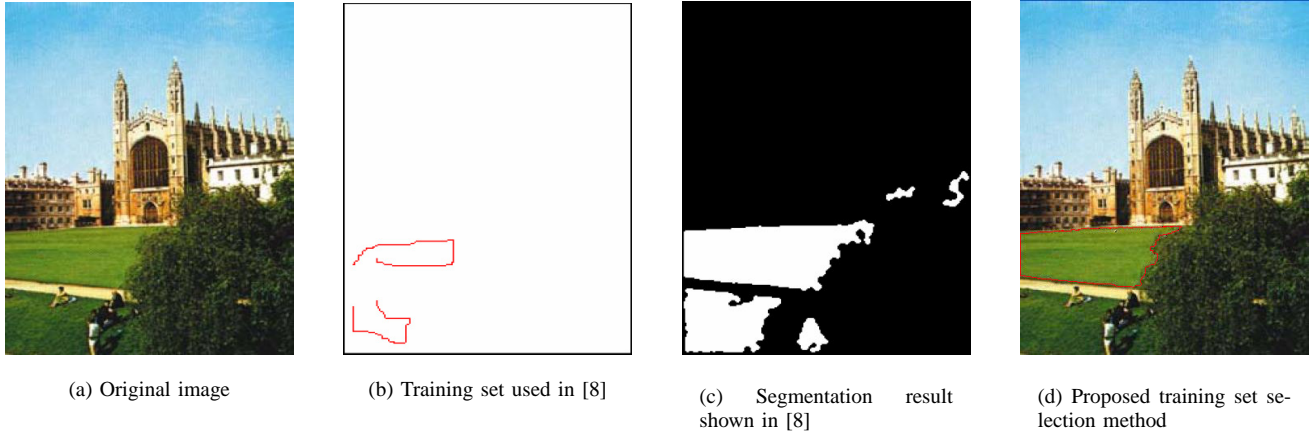 (a) Original image
(b) Training set used in [8]
(c) Segmentation result
shown in [8]
(d) Proposed training set se-
lection method